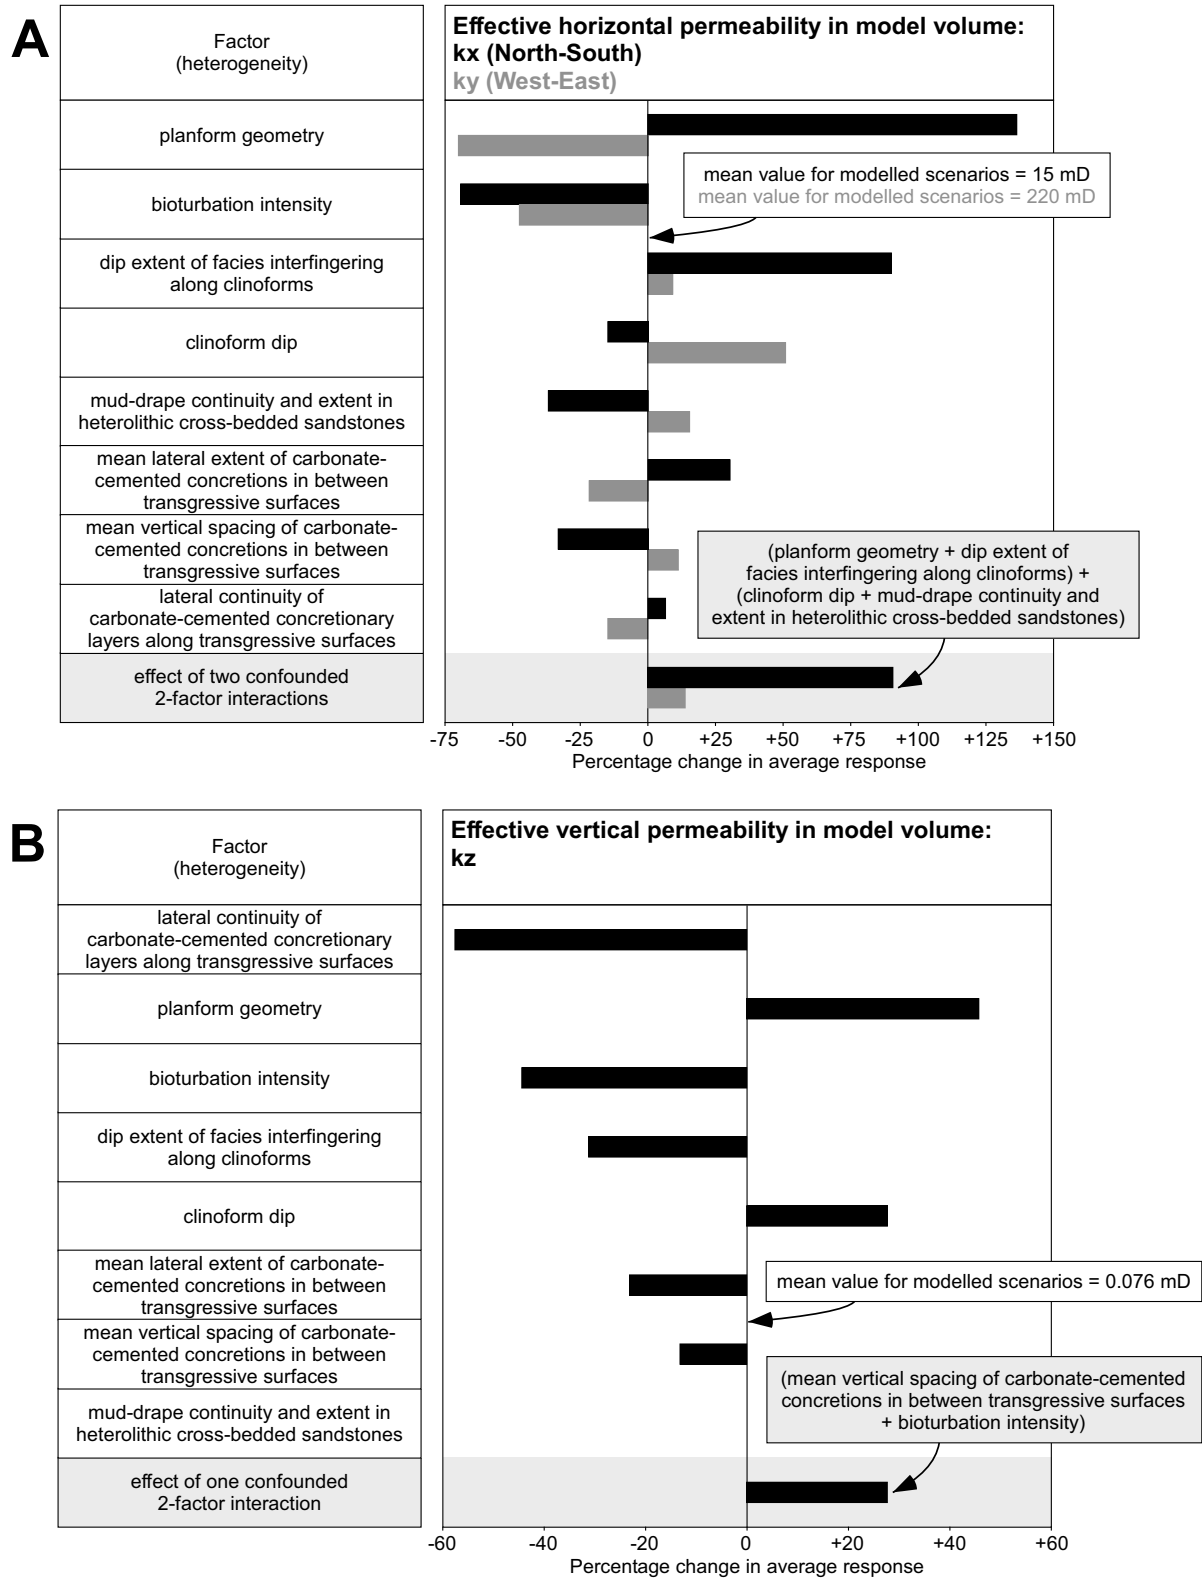 A
Factor
(heterogeneity)
Effective horizontal permeability in model volume:
kx (North-South)
ky (West-East)
planform geometry
bioturbation intensity
dip extent of facies interfingering
along clinoforms
clinoform dip
mud-drape continuity and extent in
heterolithic cross-bedded sandstones
mean lateral extent of carbonate-
cemented concretions in between
transgressive surfaces
mean vertical spacing of carbonate-
cemented concretions in between
transgressive surfaces
lateral continuity of
carbonate-cemented concretionary
layers along transgressive surfaces
effect of two confounded
2-factor interactions
mean value for modelled scenarios = 15 mD
mean value for modelled scenarios = 220 mD
(planform geometry + dip extent of
facies interfingering along clinoforms) +
(clinoform dip + mud-drape continuity and
extent in heterolithic cross-bedded sandstones)
-75 -50 -25 0 +25 +50 +75 +100 +125 +150
Percentage change in average response
B
Factor
(heterogeneity)
Effective vertical permeability in model volume:
kz
lateral continuity of
carbonate-cemented concretionary
layers along transgressive surfaces
planform geometry
bioturbation intensity
dip extent of facies interfingering
along clinoforms
clinoform dip
mean lateral extent of carbonate-
cemented concretions in between
transgressive surfaces
mean vertical spacing of carbonate-
cemented concretions in between
transgressive surfaces
mud-drape continuity and extent in
heterolithic cross-bedded sandstones
effect of one confounded
2-factor interaction
mean value for modelled scenarios = 0.076 mD
(mean vertical spacing of carbonate-cemented
concretions in between transgressive surfaces
+ bioturbation intensity)
-60 -40 -20 0 +20 +40 +60
Percentage change in average response